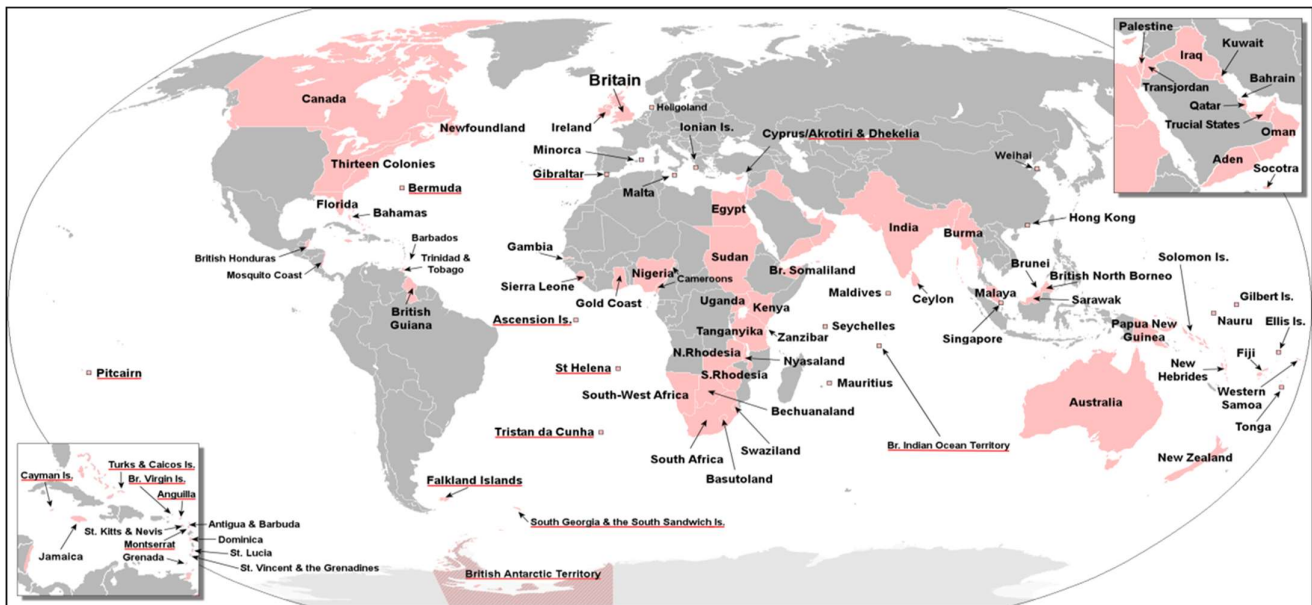 Canada
Newfoundland
Thirteen Colonies
Bermuda
Florida
Bahamas
British Honduras
Mosquito Coast
Barbados
Trinidad &
Tobago
British
Guiana
Pitcairn
Britain
Ireland
Heligoland
Minorca
Gibraltar
Ionian Is.
Malta
Cyprus/Akrotiri & Dhekelia
Gambia
Sierra Leone
Gold Coast
Nigeria
Cameroons
Egypt
Sudan
Br. Somaliland
Uganda
Kenya
Tanganyika
Zanzibar
N.Rhodesia
Nyasaland
S.Rhodesia
South-West Africa
Bechuanaland
Swaziland
South Africa
Basutoland
Ascension Is.
St Helena
Tristan da Cunha
Falkland Islands
South Georgia & the South Sandwich Is.
British Antarctic Territory
Maldives
Seychelles
Mauritius
Br. Indian Ocean Territory
India
Burma
Ceylon
Weihai
Hong Kong
Malaya
Singapore
Brunei
British North Borneo
Sarawak
Solomon Is.
Papua New
Guinea
Gilbert Is.
Nauru
Ellis Is.
Fiji
New
Hebrides
Western
Samoa
Tonga
Australia
New Zealand
Palestine
Iraq
Kuwait
Transjordan
Bahrain
Qatar
Trucial States
Oman
Aden
Socotra
Cayman Is.
Turks & Caicos Is.
Br. Virgin Is.
Anguilla
St. Kitts & Nevis
Antigua & Barbuda
Montserrat
Dominica
Jamaica
Grenada
St. Lucia
St. Vincent & the Grenadines